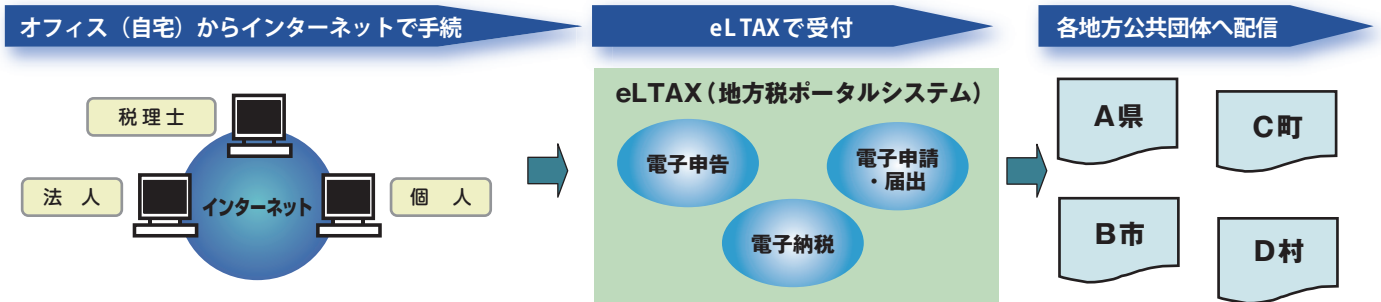 オフィス（自宅）からインターネットで手続
eLTAXで受付
各地方公共団体へ配信
税理士
法 人
インターネット
個 人
eLTAX（地方税ポータルシステム）
電子申告
電子申請
・届出
電子納税
A県
C町
B市
D村